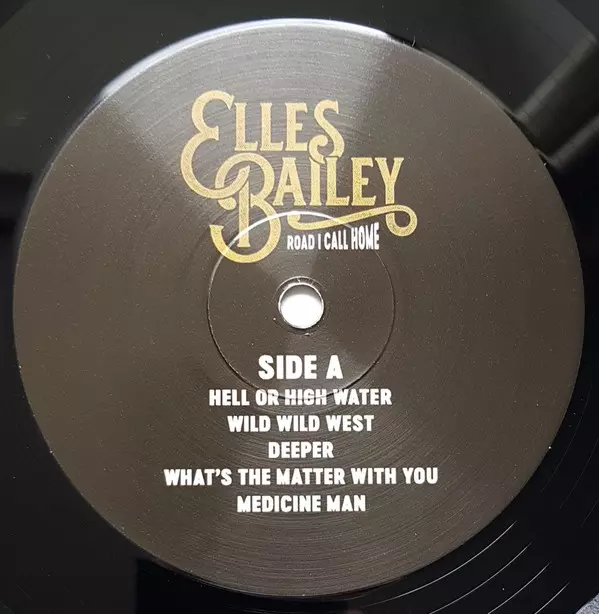 ELLES
BAILEY
ROAD I CALL HOME
SIDE A
HELL OR HIGH WATER
WILD WILD WEST
DEEPER
WHAT'S THE MATTER WITH YOU
MEDICINE MAN